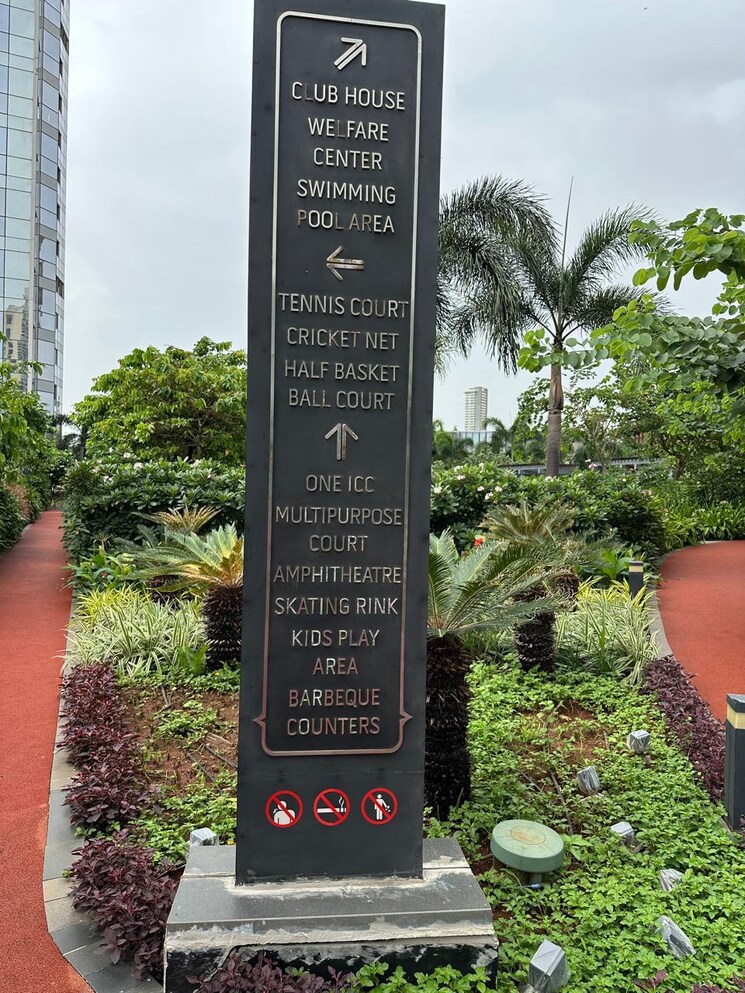 CLUB HOUSE
WELFARE
CENTER
SWIMMING
POOL AREA
TENNIS COURT
CRICKET NET
HALF BASKET
BALL COURT
ONE ICC
MULTIPURPOSE
COURT
AMPHITHEATRE
SKATING RINK
KIDS PLAY
AREA
BARBEQUE
COUNTERS